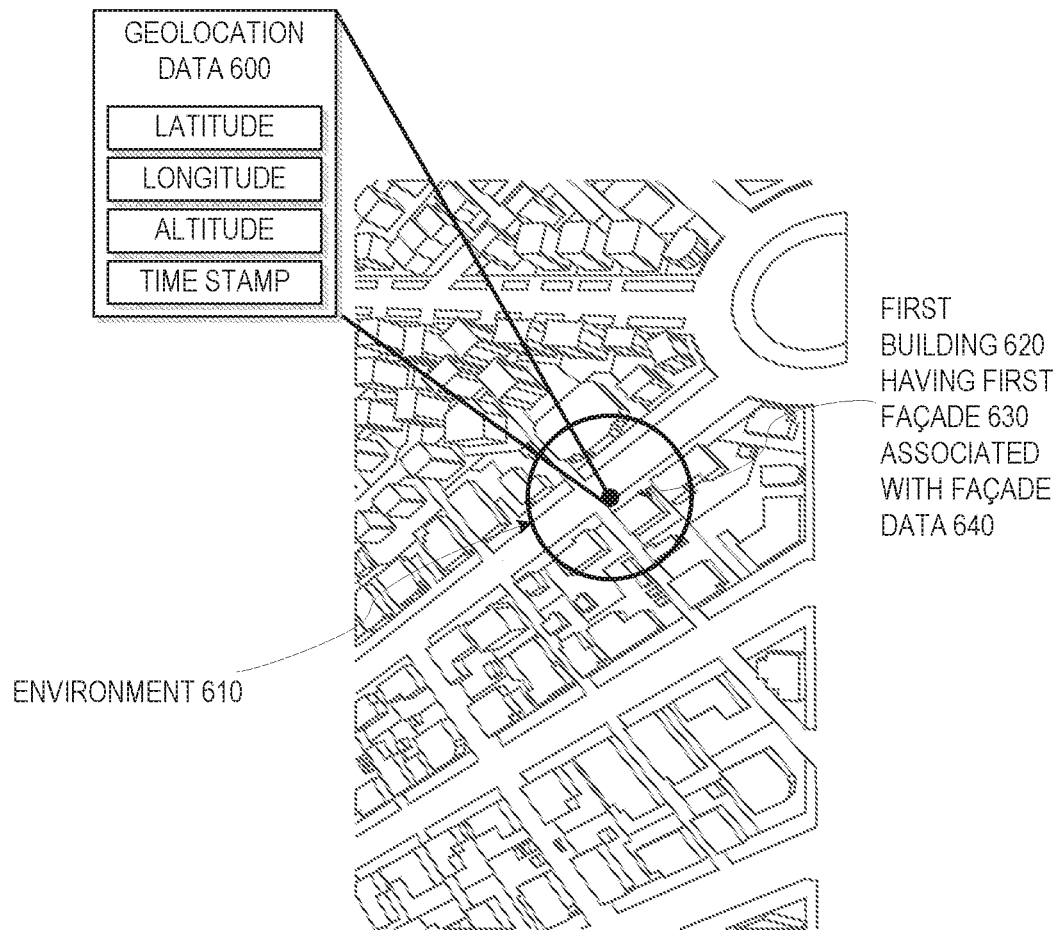 GEOLOCATION
DATA 600
LATITUDE
LONGITUDE
ALTITUDE
TIME STAMP
FIRST
BUILDING 620
HAVING FIRST
FAÇADE 630
ASSOCIATED
WITH FAÇADE
DATA 640
ENVIRONMENT 610